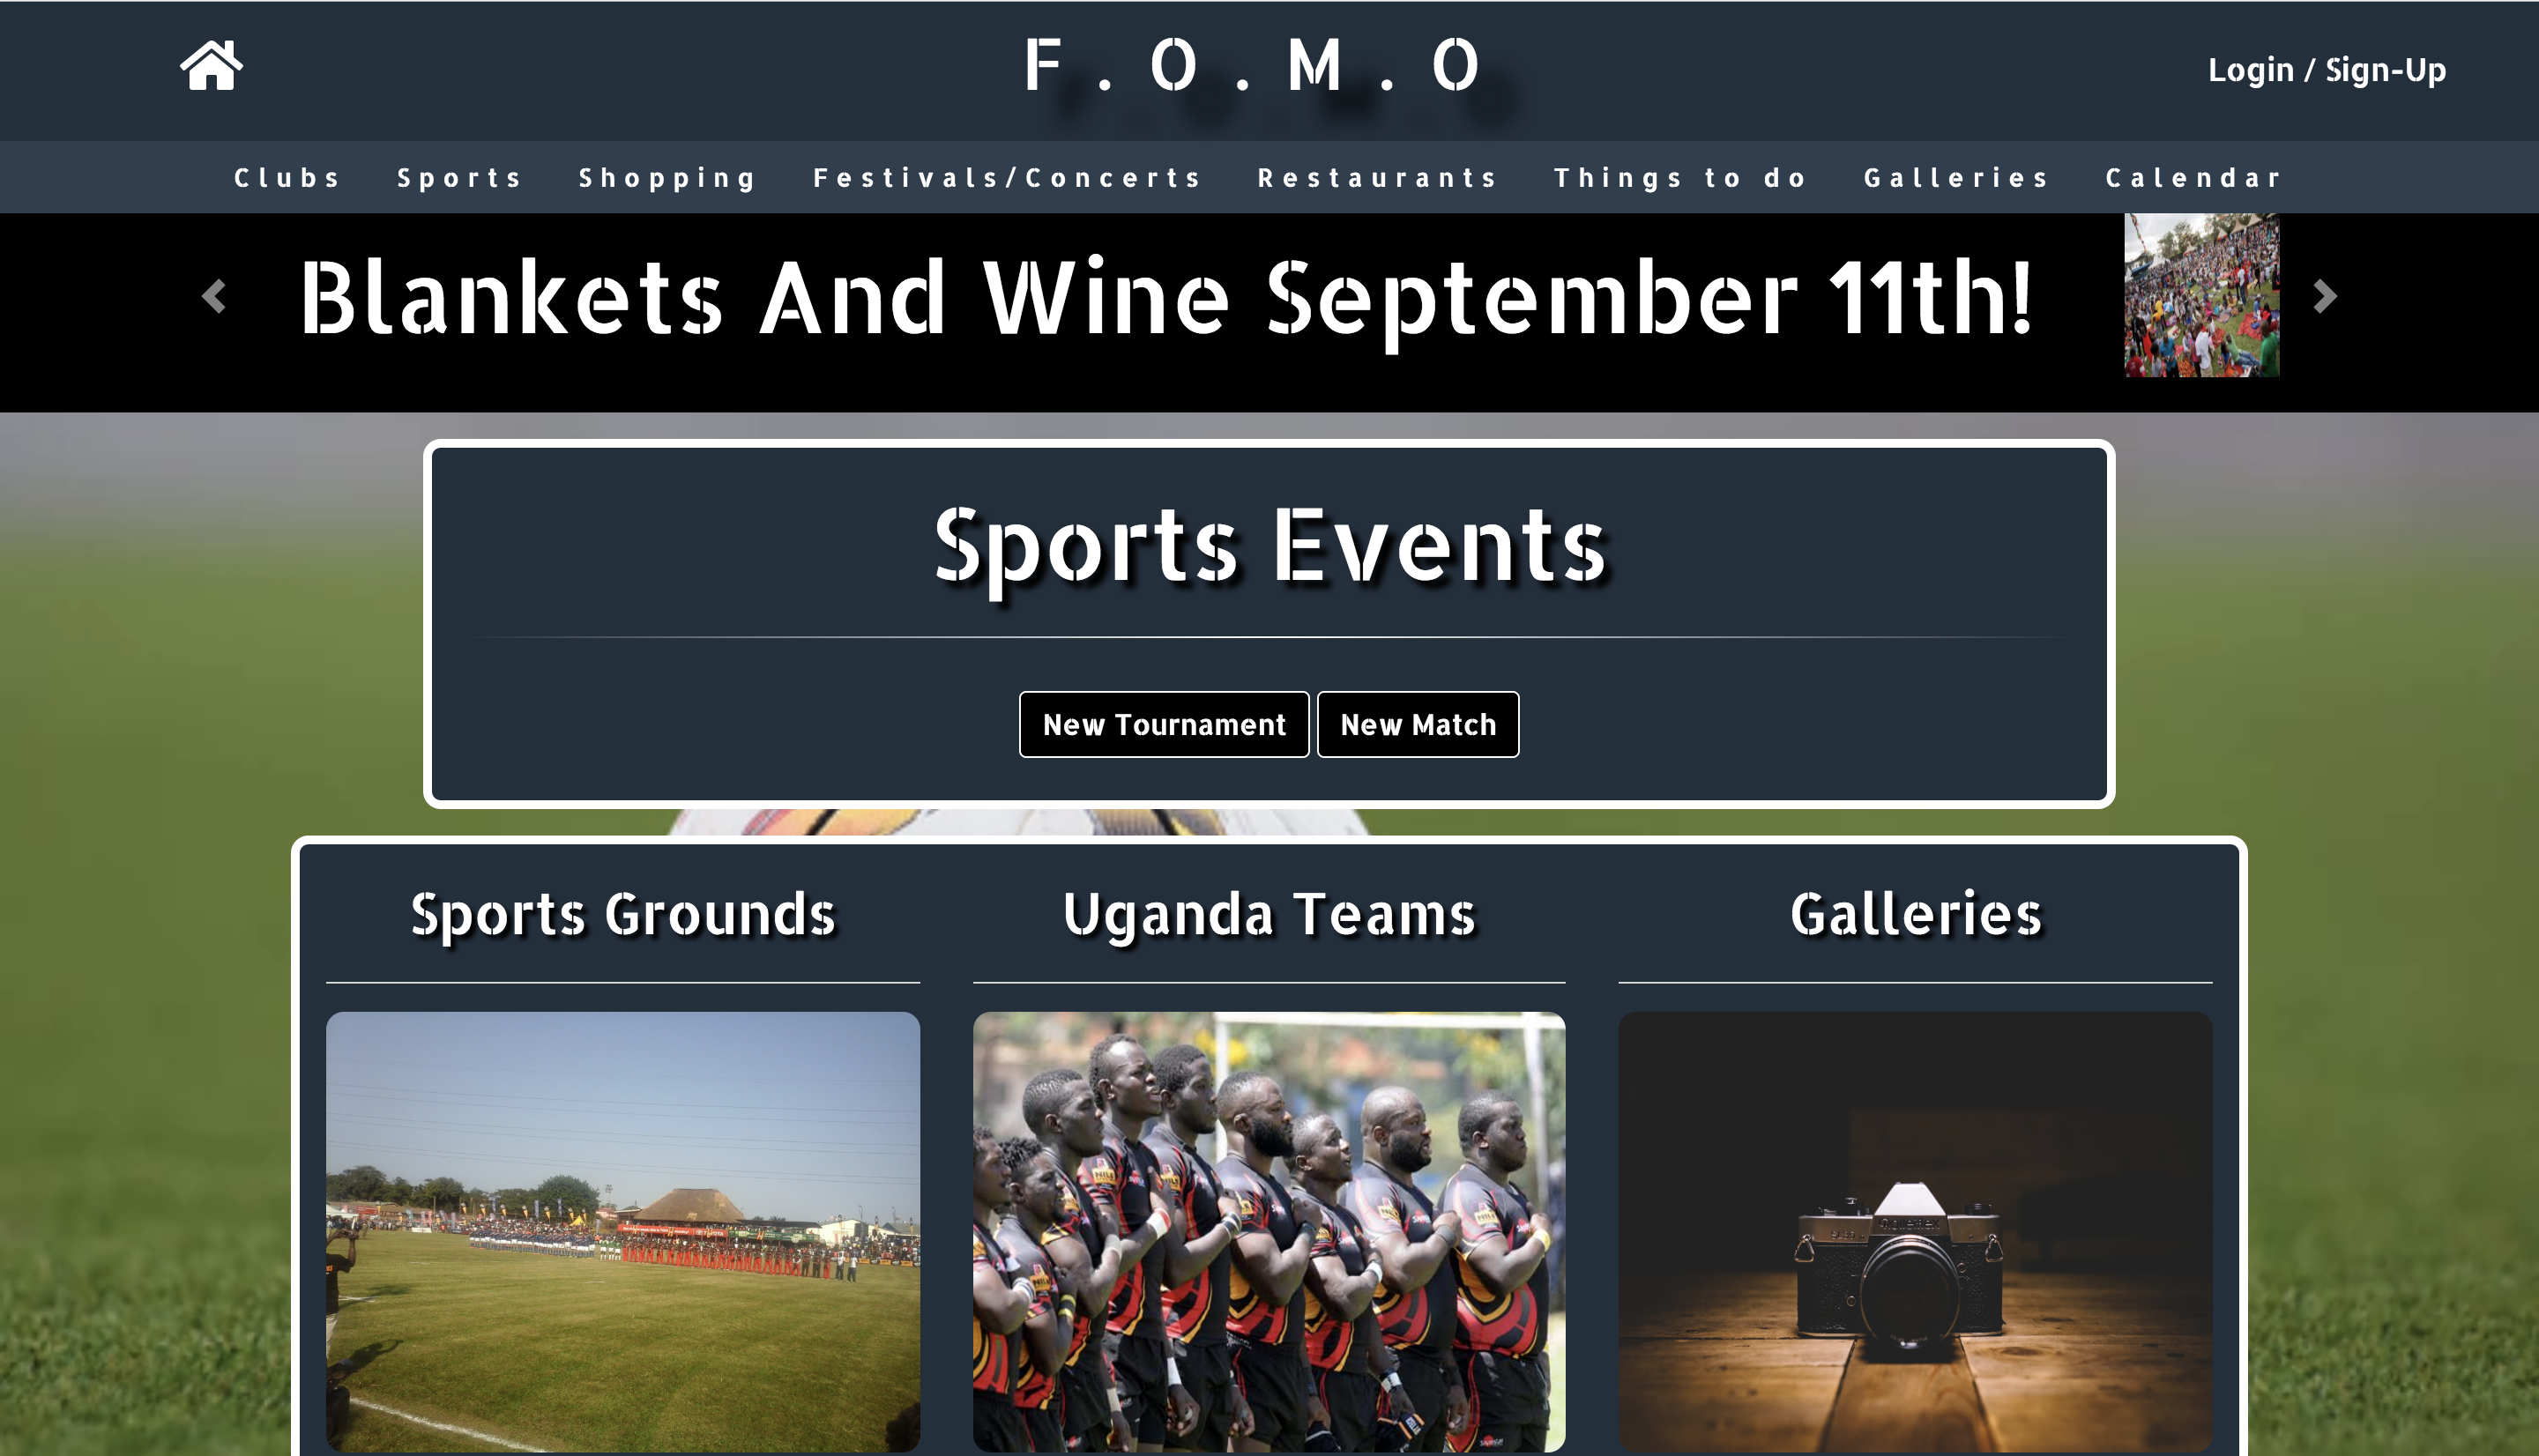 F . O . M . O
Login / Sign-Up
Clubs Sports Shopping Festivals/Concerts Restaurants Things to do Galleries Calendar
Blankets And Wine September 11th!
Sports Events
New Tournament New Match
Sports Grounds Uganda Teams Galleries